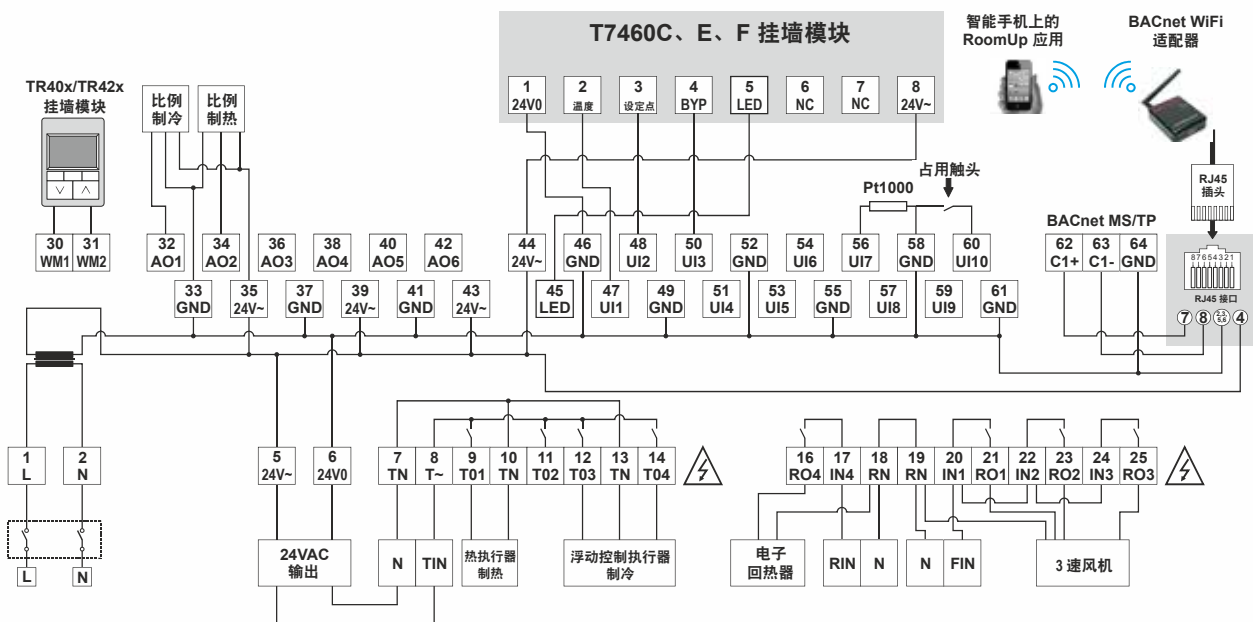 T7460C、E、F 挂墙模块
智能手机上的
RoomUp 应用
BACnet WiFi
适配器
TR40x/TR42x
挂墙模块
比例
制冷
比例
制热
1
24V0
2
温度
3
设定点
4
BYP
5
LED
6
NC
7
NC
8
24V~
占用触头
Pt1000
RJ45
插头
BACnet MS/TP
30
WM1
31
WM2
32
AO1
34
AO2
36
AO3
38
AO4
40
AO5
42
AO6
44
24V~
46
GND
48
UI2
50
UI3
52
GND
54
UI6
56
UI7
58
GND
60
UI10
62
C1+
63
C1-
64
GND
87654321
RJ45 接口
7
8
2,3,
5,6
4
33
GND
35
24V~
37
GND
39
24V~
41
GND
43
24V~
45
LED
47
UI1
49
GND
51
UI4
53
UI5
55
GND
57
UI8
59
UI9
61
GND
1
L
2
N
5
24V~
6
24V0
7
TN
8
T~
9
T01
10
TN
11
T02
12
T03
13
TN
14
T04
16
RO4
17
IN4
18
RN
19
RN
20
IN1
21
RO1
22
IN2
23
RO2
24
IN3
25
RO3
L
N
24VAC
输出
N
TIN
热执行器
制热
浮动控制执行器
制冷
电子
回热器
RIN
N
N
FIN
3 速风机